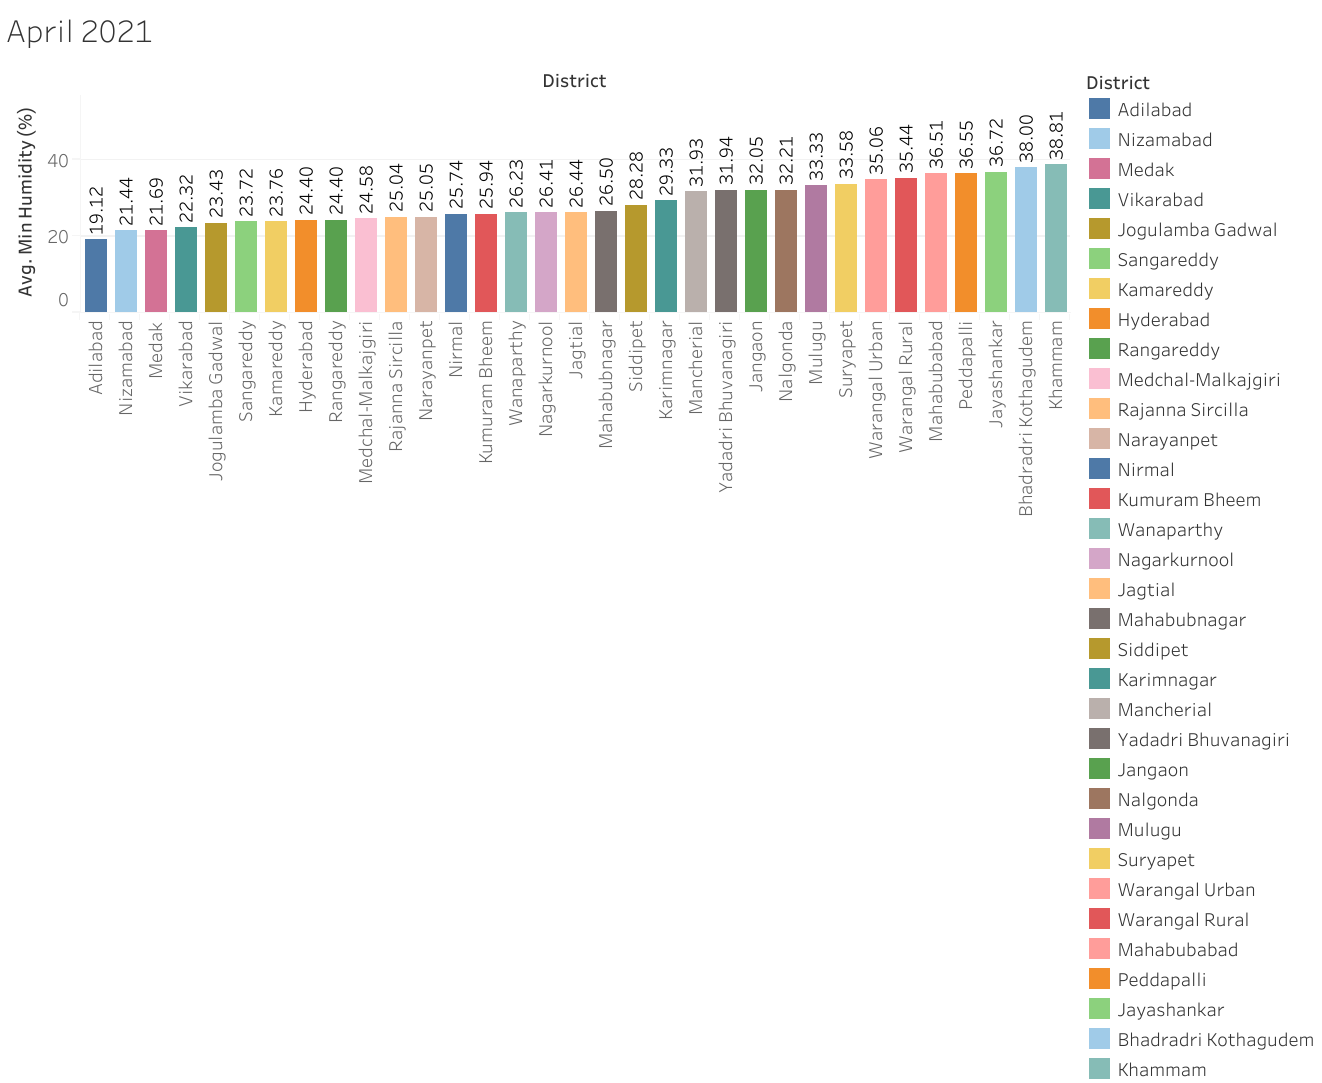 April 2021
District
Avg. Min Humidity (%)
40
20
0
19.12
21.44
21.69
22.32
23.43
23.72
23.76
24.40
24.40
24.58
25.04
25.05
25.74
25.94
26.23
26.41
26.44
26.50
28.28
29.33
31.93
31.94
32.05
32.21
33.33
33.58
35.06
35.44
36.51
36.55
36.72
38.00
38.81
Adilabad
Nizamabad
Medak
Vikarabad
Jogulamba Gadwal
Sangareddy
Kamareddy
Hyderabad
Rangareddy
Medchal-Malkajgiri
Rajanna Sircilla
Narayanpet
Nirmal
Kumuram Bheem
Wanaparthy
Nagarkurnool
Jagtial
Mahabubnagar
Siddipet
Karimnagar
Mancherial
Yadadri Bhuvanagiri
Jangaon
Nalgonda
Mulugu
Suryapet
Warangal Urban
Warangal Rural
Mahabubabad
Peddapalli
Jayashankar
Bhadradri Kothagudem
Khammam
District
Adilabad
Nizamabad
Medak
Vikarabad
Jogulamba Gadwal
Sangareddy
Kamareddy
Hyderabad
Rangareddy
Medchal-Malkajgiri
Rajanna Sircilla
Narayanpet
Nirmal
Kumuram Bheem
Wanaparthy
Nagarkurnool
Jagtial
Mahabubnagar
Siddipet
Karimnagar
Mancherial
Yadadri Bhuvanagiri
Jangaon
Nalgonda
Mulugu
Suryapet
Warangal Urban
Warangal Rural
Mahabubabad
Peddapalli
Jayashankar
Bhadradri Kothagudem
Khammam